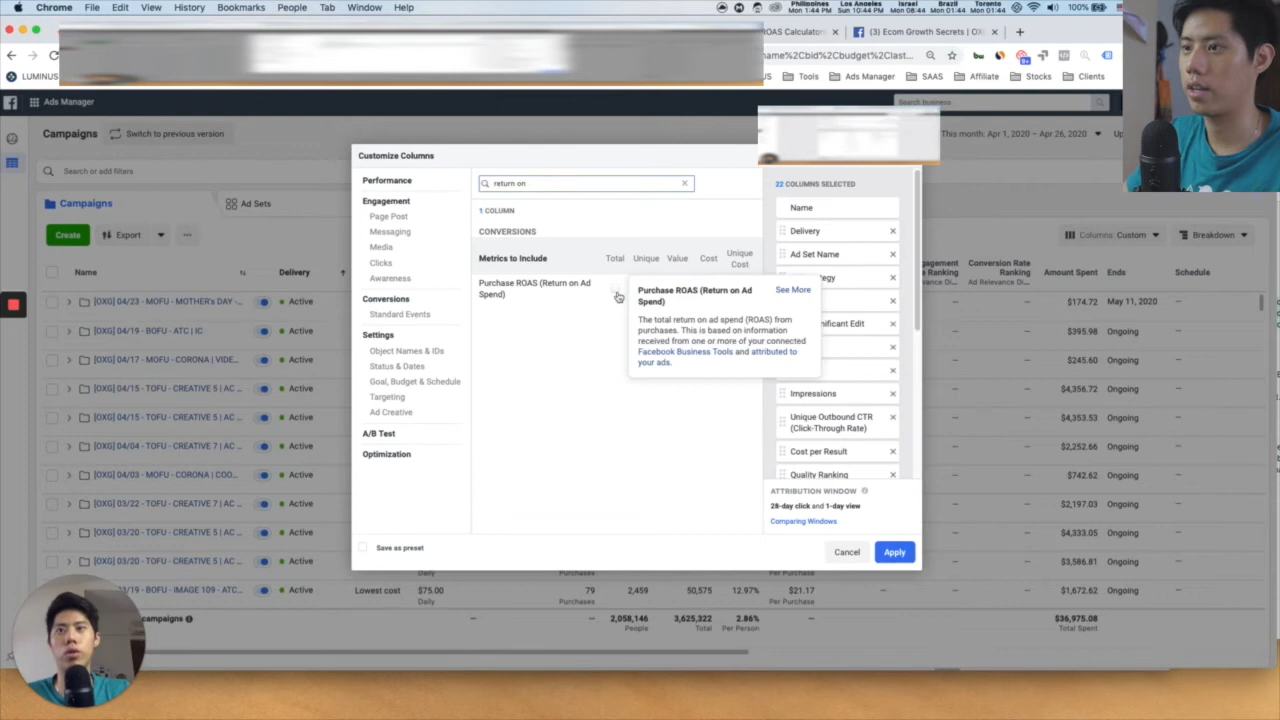 Chrome File Edit View History Bookmarks People Tab Window Help
Philippines Mon 1:44 PM Los Angeles Sun 10:44 PM Israel Mon 08:44 Brazil Mon 01:44 Toronto Mon 01:44 100%
ROAS Calculator (3) Ecom Growth Secrets | OX
name%2Cbid%2Cbudget%2Clast
LUMINUS Tools Ads Manager SAAS Affiliate Stocks Clients
Ads Manager Search business
Campaigns Switch to previous version This month: Apr 1, 2020 – Apr 26, 2020
Search or add filters
Campaigns Ad Sets
Create Export Columns: Custom Breakdown
Name Delivery Ranking Conversion Rate Ranking Amount Spent Ends Schedule
[OXG] 04/23 - MOFU - MOTHER's DAY - Active $174.72 May 11, 2020
[OXG] 04/19 - BOFU - ATC | IC Active $395.98 Ongoing
[OXG] 04/17 - MOFU - CORONA | VIDE... Active $245.60 Ongoing
[OXG] 04/15 - TOFU - CREATIVE 5 | AC ... Active $4,356.72 Ongoing
[OXG] 04/15 - TOFU - CREATIVE 5 | AC ... Active $4,353.53 Ongoing
[OXG] 04/04 - TOFU - CREATIVE 7 | AC ... Active $2,252.66 Ongoing
[OXG] 04/03 - MOFU - CORONA | COO... Active $742.62 Ongoing
[OXG] 03/22 - TOFU - CREATIVE 7 | AC ... Active $2,197.03 Ongoing
[OXG] 03/20 - TOFU - CREATIVE 5 | AC ... Active $4,333.05 Ongoing
[OXG] 03/20 - TOFU - CREATIVE 5 | AC ... Active $3,586.81 Ongoing
03/19 - BOFU - IMAGE 109 - ATC... Active Lowest cost $75.00 79 2,459 50,575 12.97% $21.17 $1,672.62 Ongoing
Daily Purchases Per Purchase
campaigns 2,058,146 3,625,322 2.86% $36,975.08
People Total Per Person Total Spent
Customize Columns
Performance
Engagement
Page Post
Messaging
Media
Clicks
Awareness
Conversions
Standard Events
Settings
Object Names & IDs
Status & Dates
Goal, Budget & Schedule
Targeting
Ad Creative
A/B Test
Optimization
return on
1 COLUMN
CONVERSIONS
Metrics to Include Total Unique Value Cost Unique Cost
Purchase ROAS (Return on Ad
Spend)
Purchase ROAS (Return on Ad
Spend)
See More
The total return on ad spend (ROAS) from
purchases. This is based on information
received from one or more of your connected
Facebook Business Tools and attributed to
your ads.
22 COLUMNS SELECTED
Name
Delivery
Ad Set Name
Impressions
Unique Outbound CTR
(Click-Through Rate)
Cost per Result
Quality Ranking
ATTRIBUTION WINDOW
28-day click and 1-day view
Comparing Windows
Save as preset
Cancel Apply